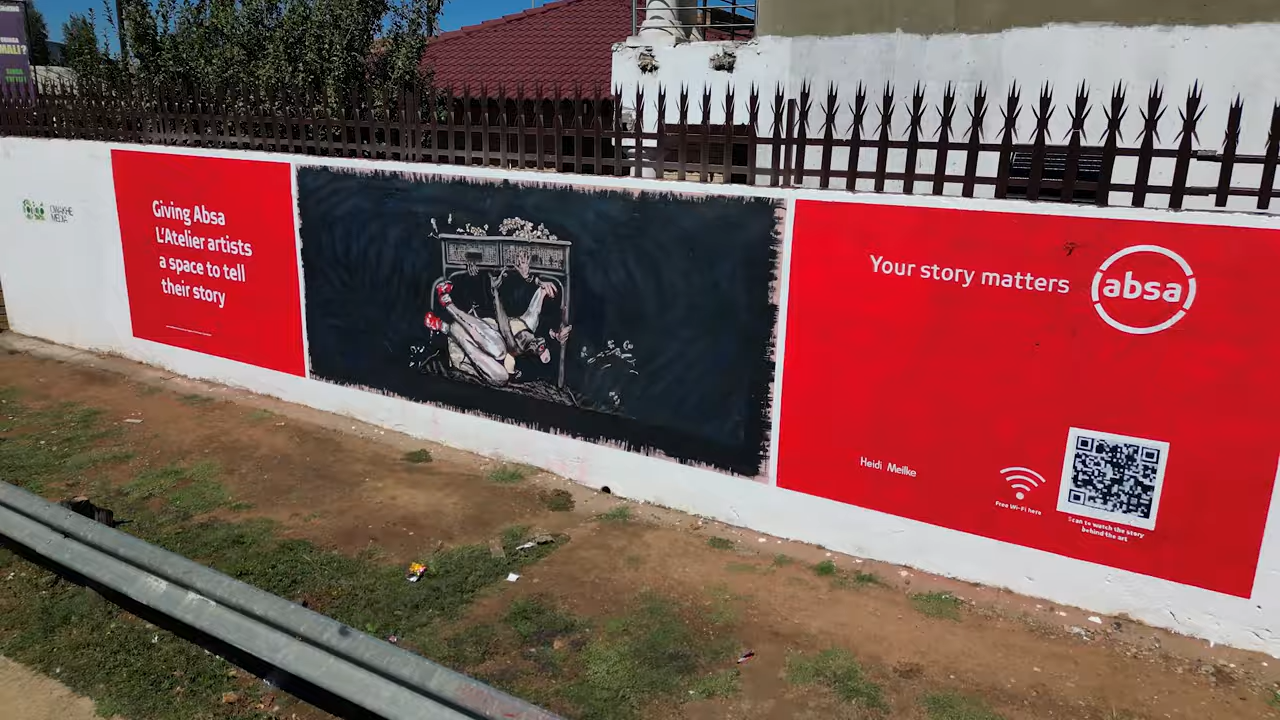 MALI?
Giving Absa
L'Atelier artists
a space to tell
their story
Your story matters
absa
Heidi Meilke
Free Wi-Fi here
Scan to watch the story
behind the art